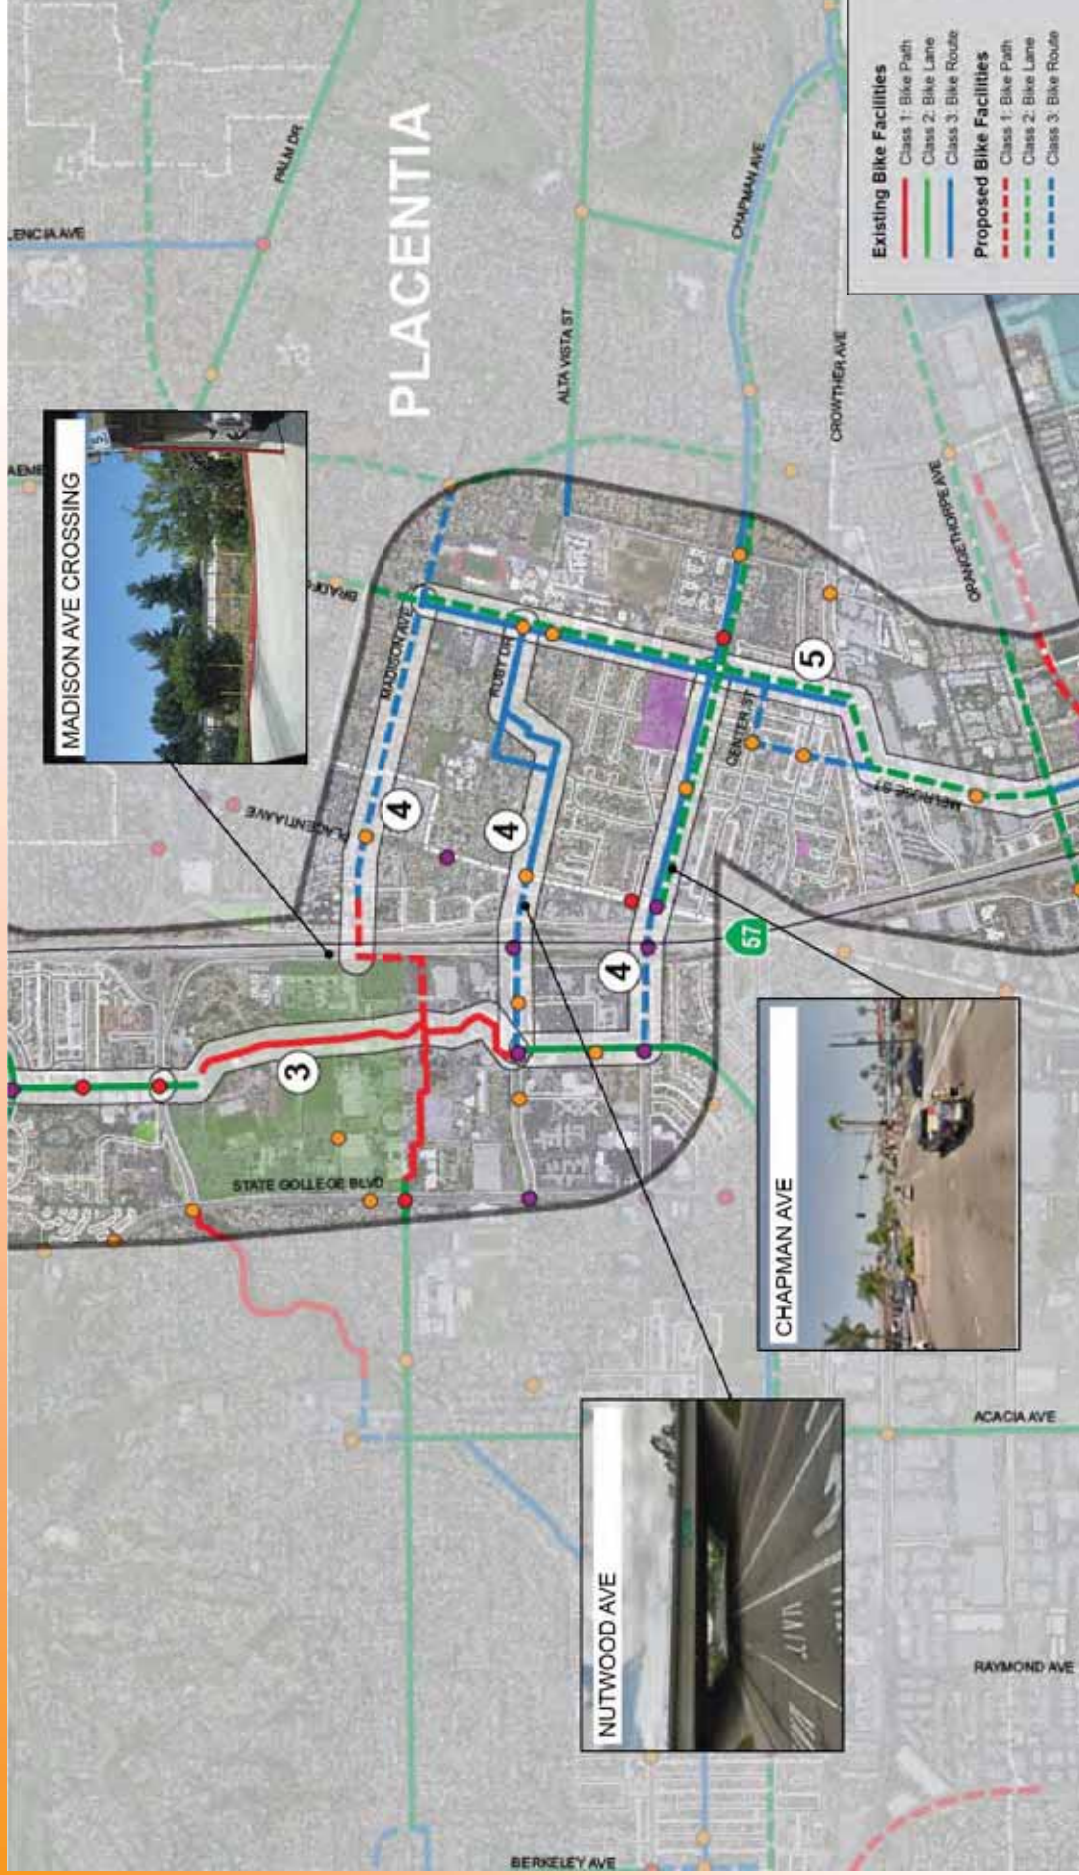 MADISON AVE CROSSING
PALM DR
PLACENTIA
ALTA VISTA ST
CHAPMAN AVE
CROWTHER AVE
ORANGETHORPE AVE
MADISON AVE
RUBY DR
PLACENTIA AVE
CENTER ST
MELROSE ST
4
4
4
5
3
57
STATE COLLEGE BLVD
NUTWOOD AVE
CHAPMAN AVE
ACACIA AVE
RAYMOND AVE
BERKELEY AVE
Existing Bike Facilities
Class 1: Bike Path
Class 2: Bike Lane
Class 3: Bike Route
Proposed Bike Facilities
Class 1: Bike Path
Class 2: Bike Lane
Class 3: Bike Route